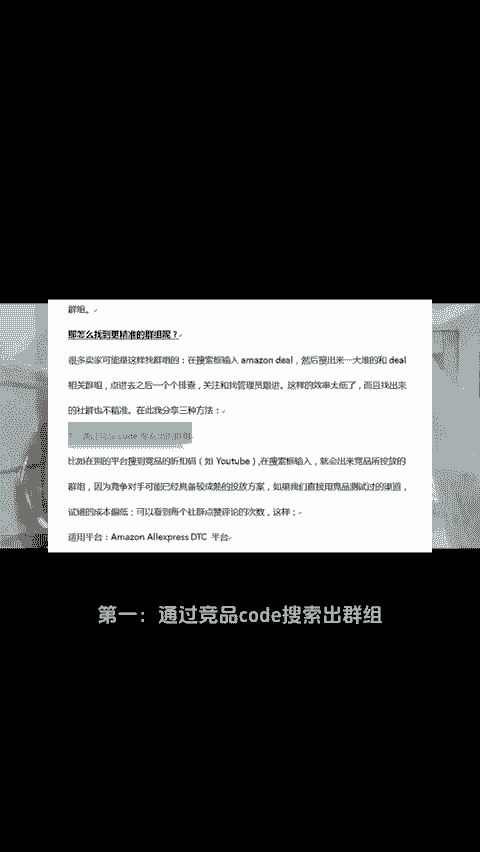 群组。
那怎么找到更精准的群组呢？
很多卖家可能是这样找群组的：在搜索框输入 amazon deal，然后搜出来一大堆的和 deal
相关群组，点进去之后一个个排查，关注和找管理员跟进。这样的效率太低了，而且找出来
的社群也不精准。在此我分享三种方法：
通过竞品 code 搜索出的群组
比如在别的平台搜到竞品的折扣码（如 Youtube）,在搜索框输入，就会出来竞品所投放的
群组，因为竞争对手可能已经具备较成熟的投放方案，如果我们直接用竞品测试过的渠道，
试错的成本偏低；可以看到每个社群点赞评论的次数，这样；
适用平台：Amazon Allexpress DTC 平台
第一：通过竞品code搜索出群组